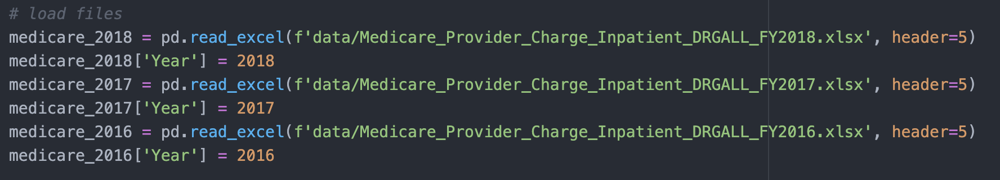 # load files
medicare_2018 = pd.read_excel(f'data/Medicare_Provider_Charge_Inpatient_DRGALL_FY2018.xlsx', header=5)
medicare_2018['Year'] = 2018
medicare_2017 = pd.read_excel(f'data/Medicare_Provider_Charge_Inpatient_DRGALL_FY2017.xlsx', header=5)
medicare_2017['Year'] = 2017
medicare_2016 = pd.read_excel(f'data/Medicare_Provider_Charge_Inpatient_DRGALL_FY2016.xlsx', header=5)
medicare_2016['Year'] = 2016